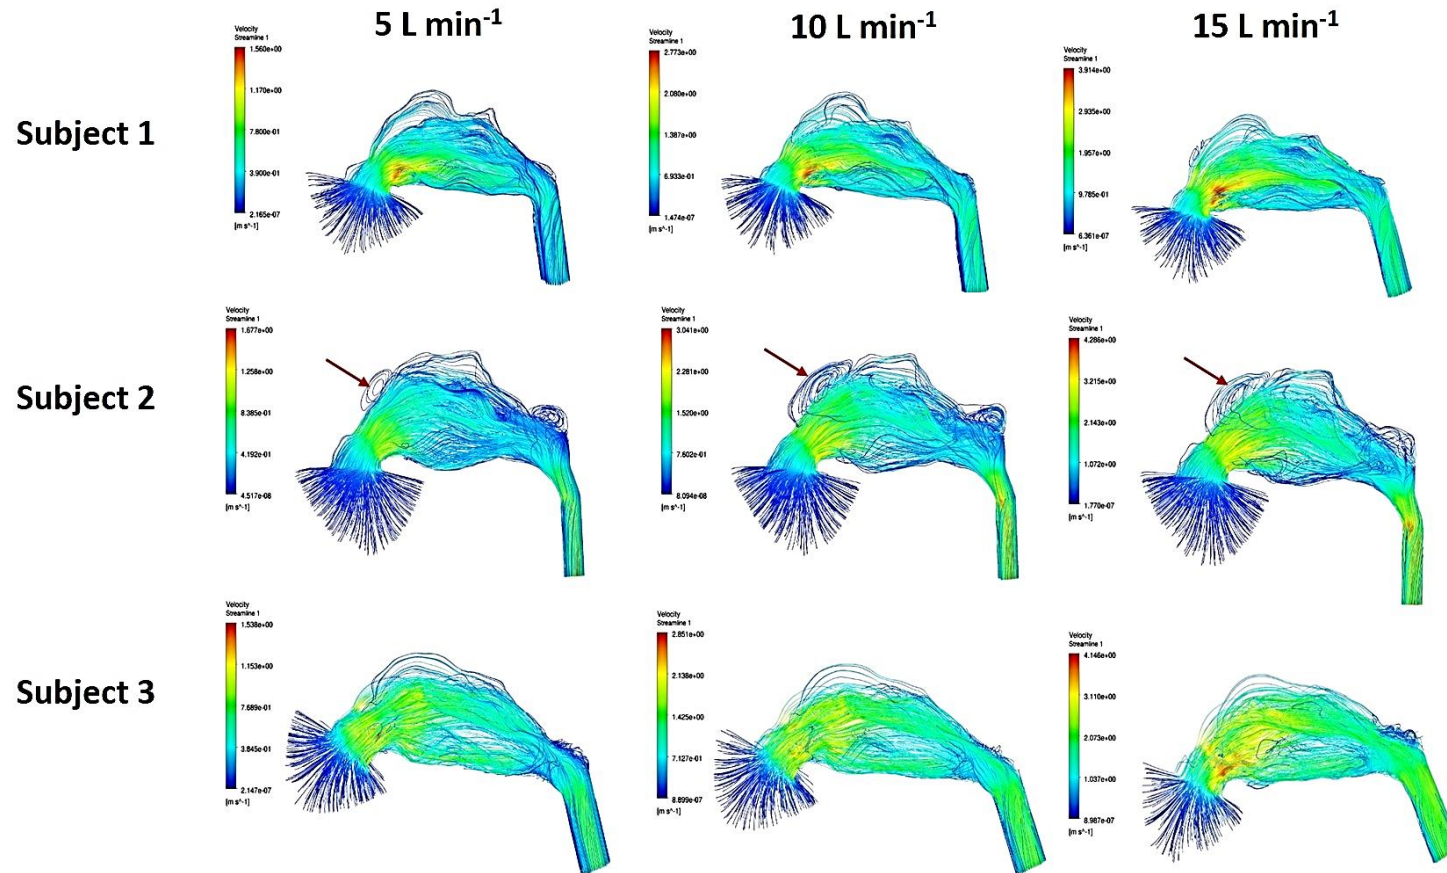 5 L min-1
10 L min-1
15 L min-1
Subject 1
Velocity
Streamline 1
1.560e+00
1.170e+00
7.800e-01
3.900e-01
2.165e-07
[m s^-1]
Velocity
Streamline 1
2.773e+00
2.080e+00
1.387e+00
6.933e-01
1.474e-07
[m s^-1]
Velocity
Streamline 1
3.914e+00
2.935e+00
1.957e+00
9.785e-01
6.361e-07
[m s^-1]
Subject 2
Velocity
Streamline 1
1.677e+00
1.258e+00
8.385e-01
4.192e-01
4.517e-08
[m s^-1]
Velocity
Streamline 1
3.041e+00
2.281e+00
1.520e+00
7.602e-01
8.094e-08
[m s^-1]
Velocity
Streamline 1
4.286e+00
3.215e+00
2.143e+00
1.072e+00
1.770e-07
[m s^-1]
Subject 3
Velocity
Streamline 1
1.538e+00
1.153e+00
7.689e-01
3.845e-01
2.147e-07
[m s^-1]
Velocity
Streamline 1
2.851e+00
2.138e+00
1.425e+00
7.127e-01
8.899e-07
[m s^-1]
Velocity
Streamline 1
4.146e+00
3.110e+00
2.073e+00
1.037e+00
8.987e-07
[m s^-1]